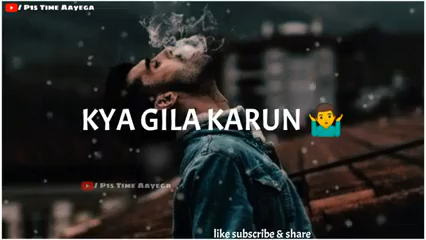 / P1S TIME AAYEGA
KYA GILA KARUN 🤷‍♂️
/ P1S TIME AAYEGA
like subscribe & share